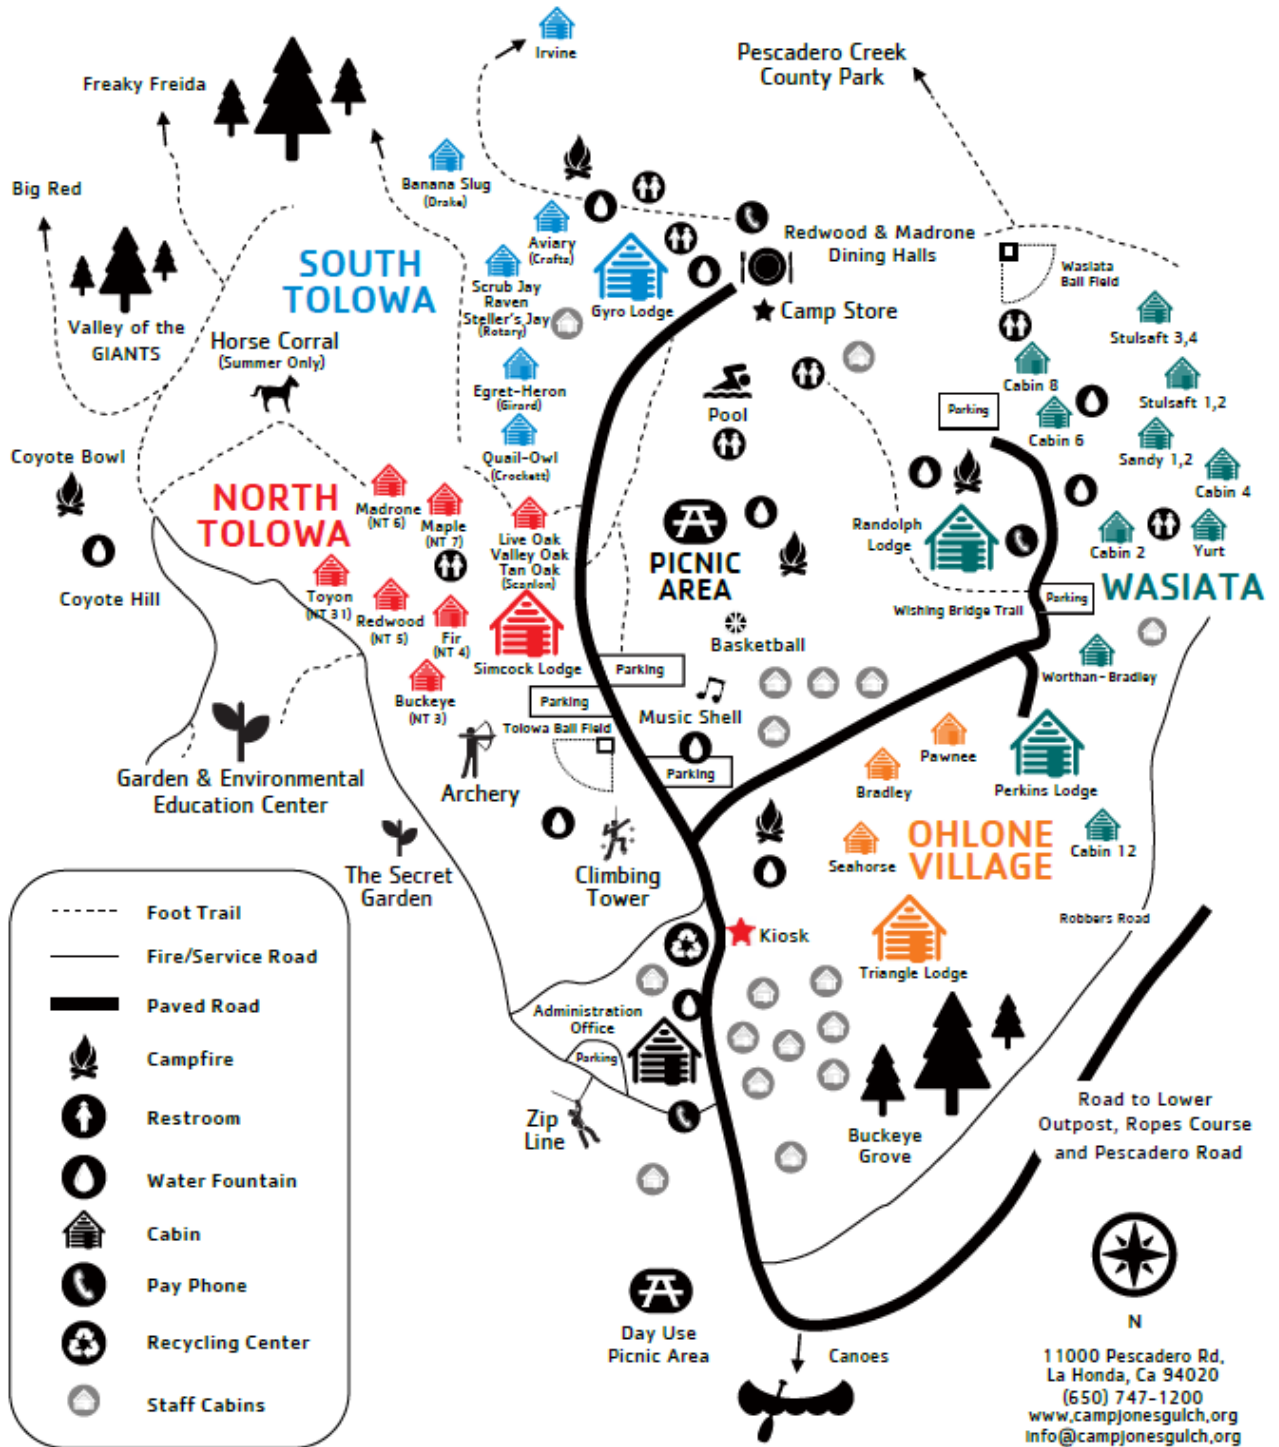 Irvine
Pescadero Creek
County Park
Freaky Freida
Big Red
Banana Slug
(Drake)
Aviary
(Crafts)
Redwood & Madrone
Dining Halls
Wasiata
Ball Field
SOUTH
TOLOWA
Scrub Jay
Raven
Steller's Jay
(Rotary)
Gyro Lodge
Camp Store
Valley of the
GIANTS
Horse Corral
(Summer Only)
Stulsaft 3,4
Cabin 8
Egret-Heron
(Girard)
Pool
Parking
Stulsaft 1,2
Cabin 6
Quail-Owl
(Crockett)
Coyote Bowl
Sandy 1,2
Cabin 4
NORTH
TOLOWA
Madrone
(NT 6)
Maple
(NT 7)
Live Oak
Valley Oak
Tan Oak
(Scanlon)
PICNIC
AREA
Randolph
Lodge
Cabin 2
Yurt
WASIATA
Coyote Hill
Toyon
(NT 3 1)
Redwood
(NT 5)
Fir
(NT 4)
Parking
Wishing Bridge Trail
Basketball
Simcock Lodge
Parking
Worthan-Bradley
Buckeye
(NT 3)
Parking
Music Shell
Tolowa Ball Field
Pawnee
Garden & Environmental
Education Center
Archery
Parking
Bradley
Perkins Lodge
OHLONE
VILLAGE
Seahorse
Cabin 12
The Secret
Garden
Climbing
Tower
Foot Trail
Robbers Road
Kiosk
Fire/Service Road
Triangle Lodge
Paved Road
Administration
Office
Parking
Campfire
Restroom
Zip
Line
Buckeye
Grove
Road to Lower
Outpost, Ropes Course
and Pescadero Road
Water Fountain
Cabin
Pay Phone
Recycling Center
Staff Cabins
Day Use
Picnic Area
Canoes
N
11000 Pescadero Rd,
La Honda, Ca 94020
(650) 747-1200
www.campjonesgulch.org
info@campjonesgulch.org